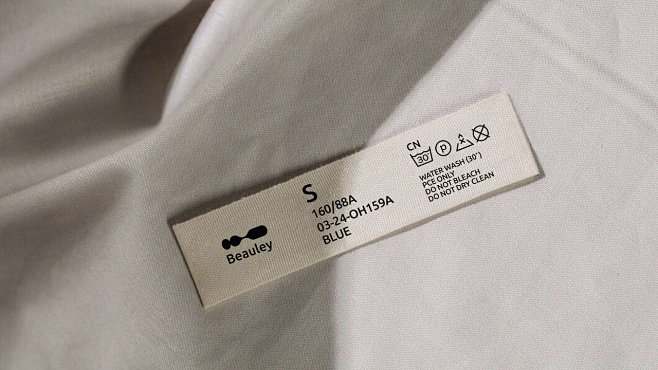 Beauley
S
160/88A
03-24-OH159A
BLUE
CN
30
P
WATER WASH (30°)
PCE ONLY
DO NOT BLEACH
DO NOT DRY CLEAN